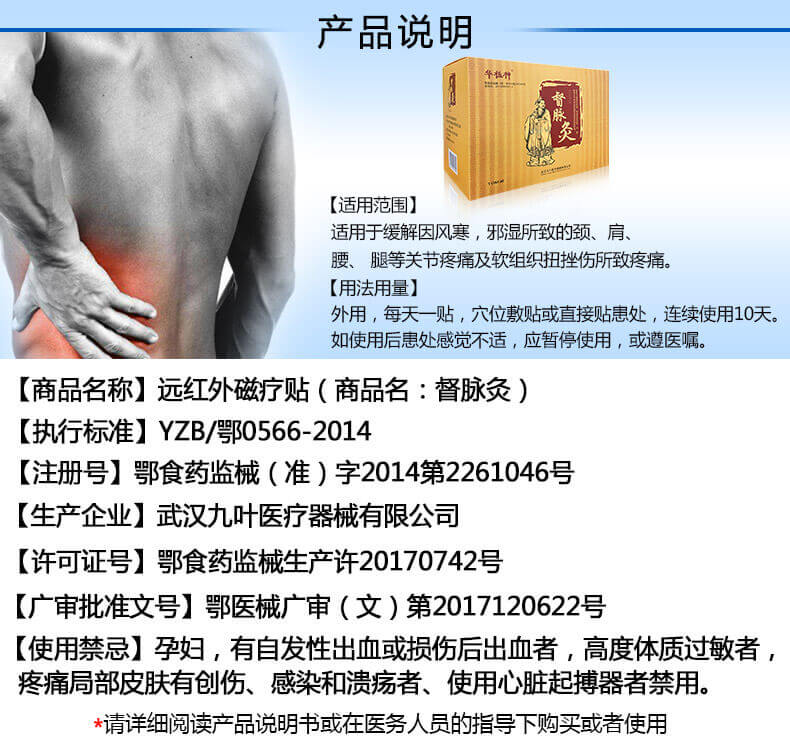 产品说明
督脉灸
【适用范围】
适用于缓解因风寒，邪湿所致的颈、肩、
腰、 腿等关节疼痛及软组织扭挫伤所致疼痛。
【用法用量】
外用，每天一贴，穴位敷贴或直接贴患处，连续使用10天。
如使用后患处感觉不适，应暂停使用，或遵医嘱。
【商品名称】远红外磁疗贴（商品名：督脉灸）
【执行标准】YZB/鄂0566-2014
【注册号】鄂食药监械（准）字2014第2261046号
【生产企业】武汉九叶医疗器械有限公司
【许可证号】鄂食药监械生产许20170742号
【广审批准文号】鄂医械广审（文）第2017120622号
【使用禁忌】孕妇，有自发性出血或损伤后出血者，高度体质过敏者，
疼痛局部皮肤有创伤、感染和溃疡者、使用心脏起搏器者禁用。
*请详细阅读产品说明书或在医务人员的指导下购买或者使用